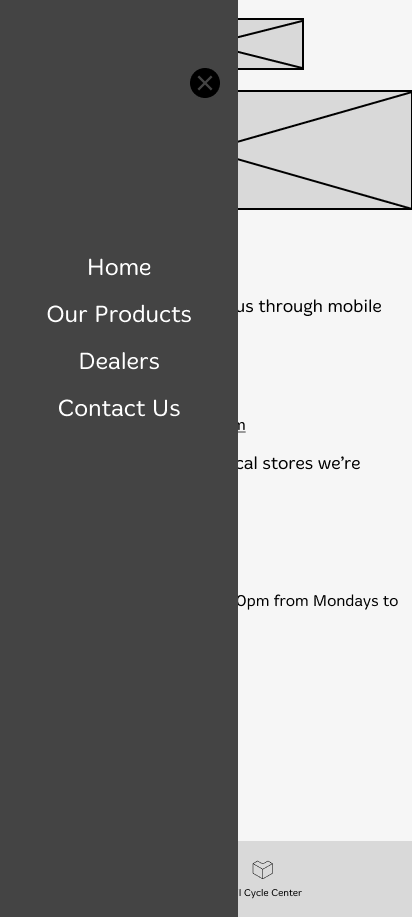 Home
us through mobile
Our Products
Dealers
Contact Us
cal stores we’re
0pm from Mondays to
Cycle Center